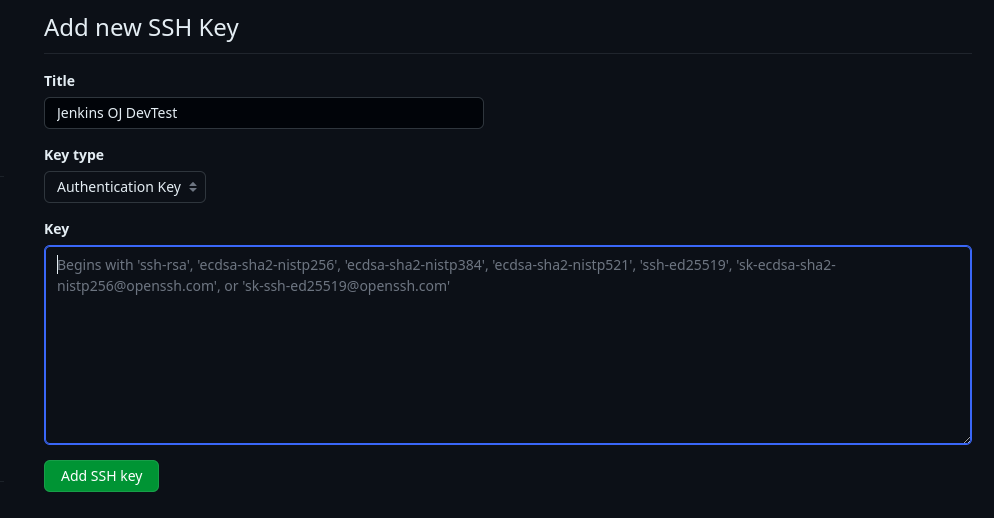 Add new SSH Key
Title
Jenkins OJ DevTest
Key type
Authentication Key
Key
Begins with 'ssh-rsa', 'ecdsa-sha2-nistp256', 'ecdsa-sha2-nistp384', 'ecdsa-sha2-nistp521', 'ssh-ed25519', 'sk-ecdsa-sha2-
nistp256@openssh.com', or 'sk-ssh-ed25519@openssh.com'
Add SSH key